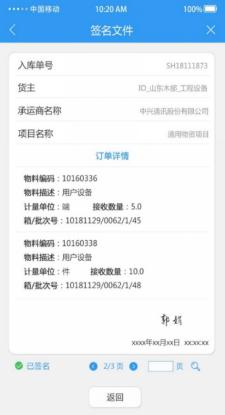 中国移动 10:20 AM 100%
签名文件
入库单号 SH18111873
货主 IO_山东木部_工程设备
承运商名称 中兴通讯股份有限公司
项目名称 通用物资项目
订单详情
物料编码：10160336
物料描述：用户设备
计量单位：端 接收数量：5.0
箱/批次号：10181129/0062/1/45
物料编码：10160338
物料描述：用户设备
计量单位：件 接收数量：10.0
箱/批次号：10181129/0062/1/48
xxxx年xx月xx日 xx:xx:xx
已签名 2/3 页 页
返回